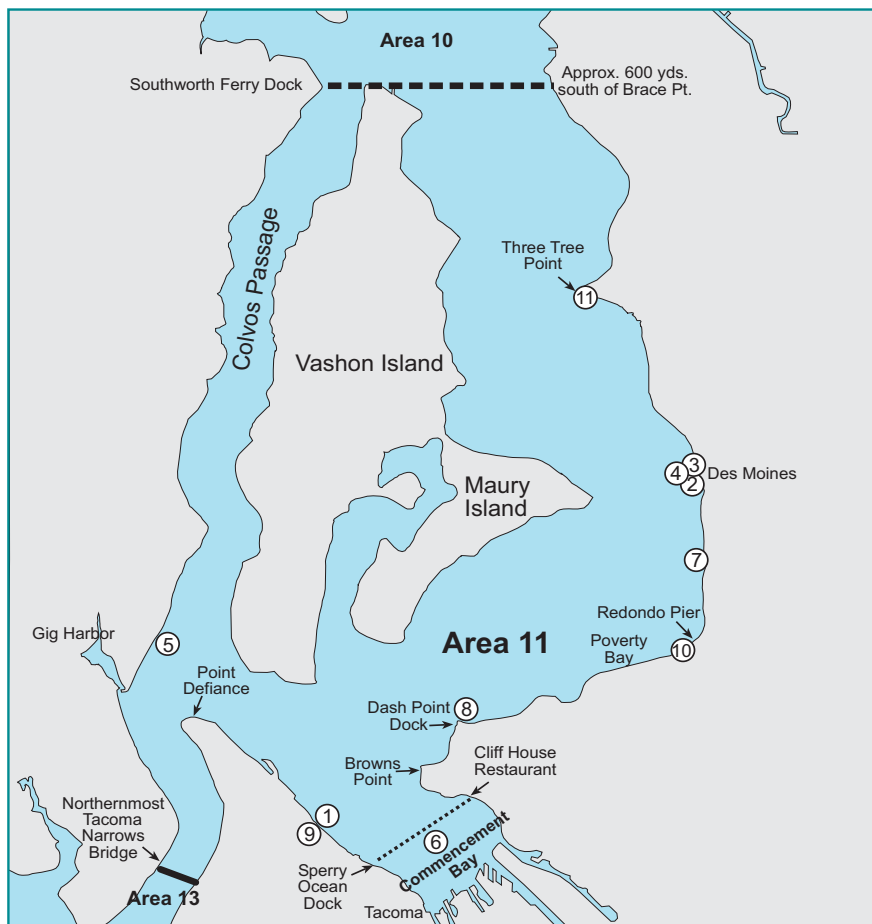 Area 10
Southworth Ferry Dock
Approx. 600 yds.
south of Brace Pt.
Colvos Passage
Three Tree
Point
11
Vashon Island
3
4
Des Moines
2
Maury
Island
7
Redondo Pier
Gig Harbor
5
Area 11
Poverty
Bay
10
Point
Defiance
8
Dash Point
Dock
Cliff House
Restaurant
Browns
Point
Northernmost
Tacoma
Narrows
Bridge
1
9
6
Commencement
Bay
Sperry
Ocean
Dock
Area 13
Tacoma